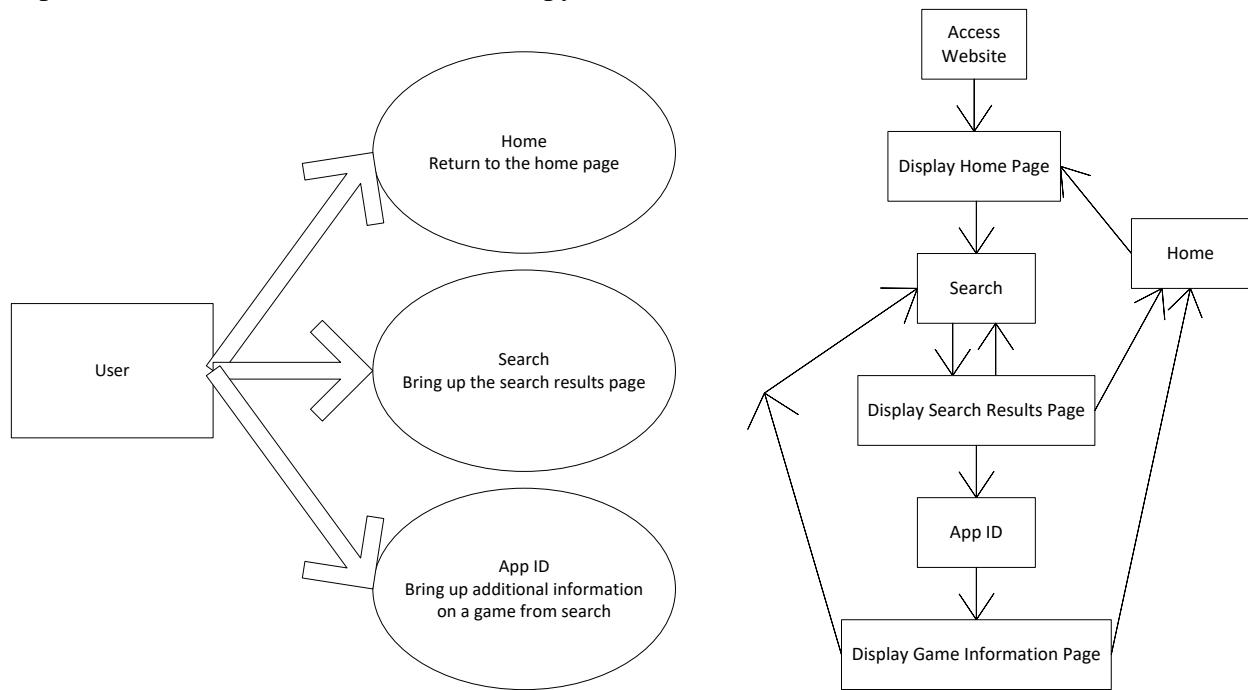 Home
Return to the home page
User
Search
Bring up the search results page
App ID
Bring up additional information
on a game from search
Access
Website
Display Home Page
Home
Search
Display Search Results Page
App ID
Display Game Information Page